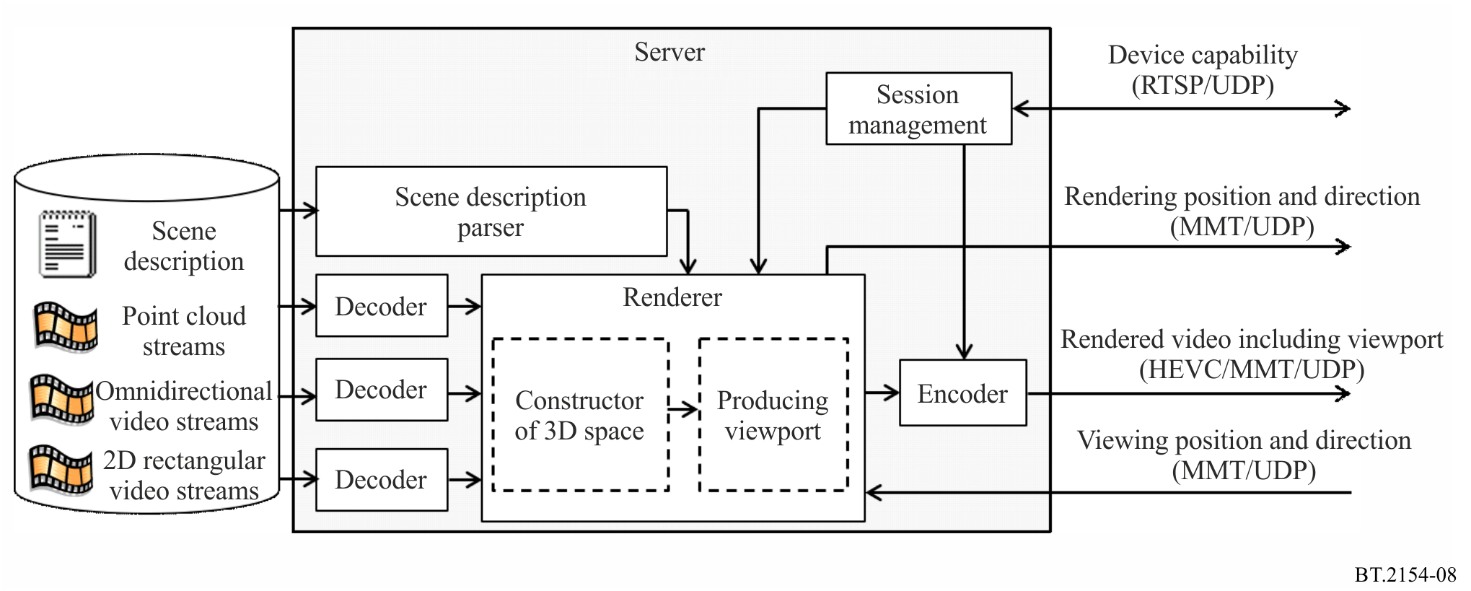 Server
Session
management
Device capability
(RTSP/UDP)
Scene description
parser
Rendering position and direction
(MMT/UDP)
Scene
description
Point cloud
streams
Omnidirectional
video streams
2D rectangular
video streams
Decoder
Decoder
Decoder
Renderer
Constructor
of 3D space
Producing
viewport
Encoder
Rendered video including viewport
(HEVC/MMT/UDP)
Viewing position and direction
(MMT/UDP)
BT.2154-08